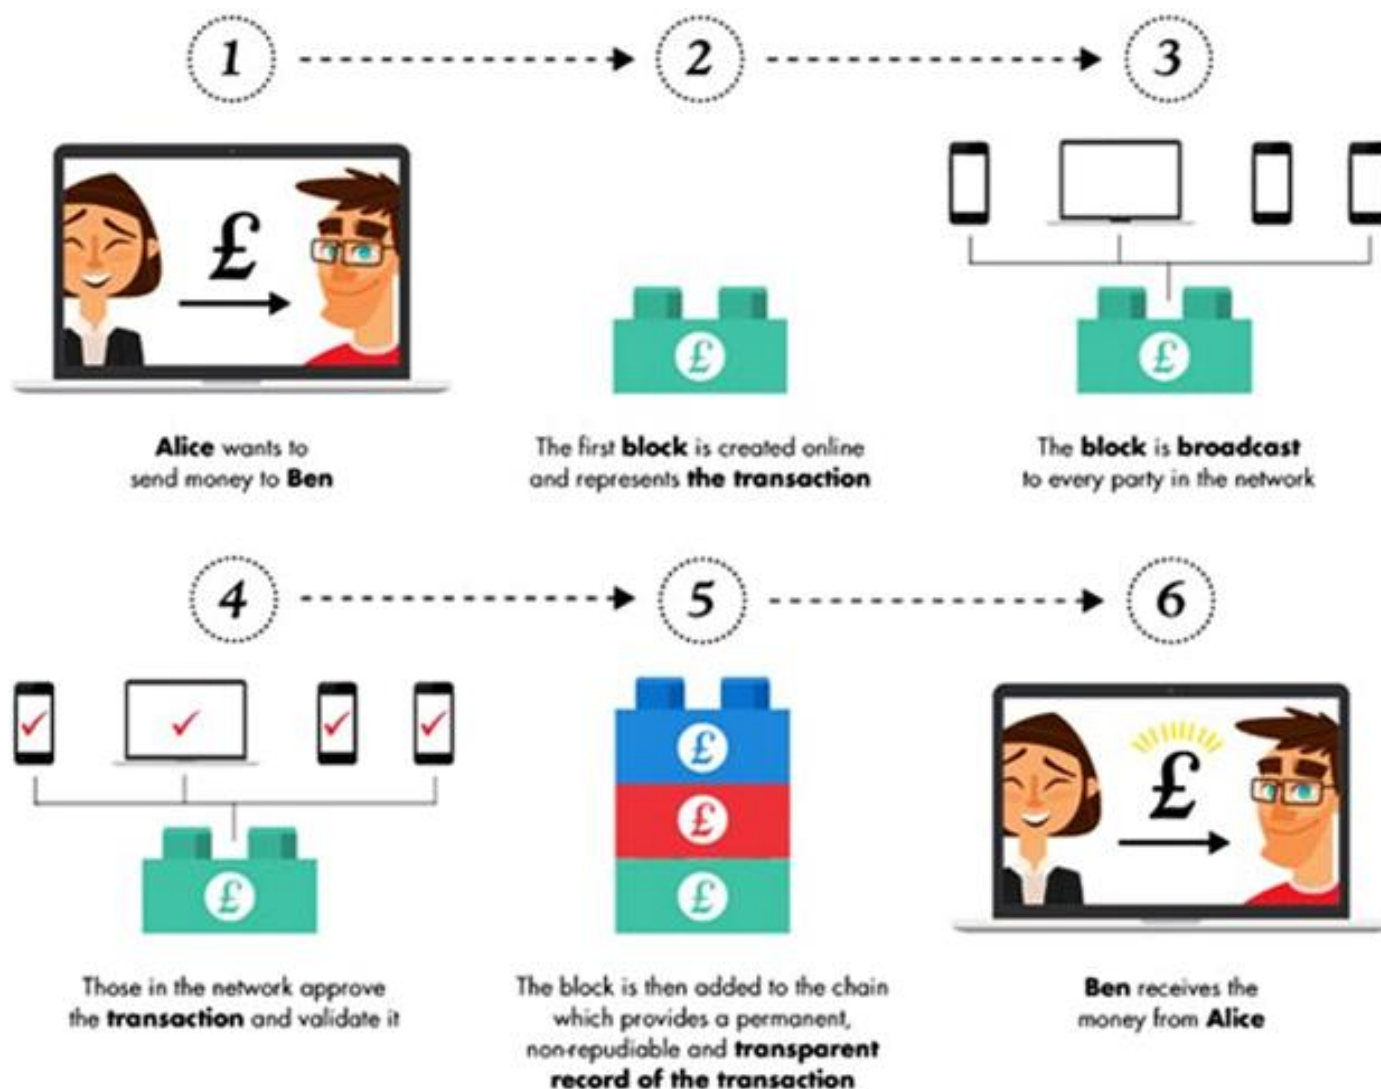 1
2
3
£
£
£
Alice wants to
send money to Ben
The first block is created online
and represents the transaction
The block is broadcast
to every party in the network
4
5
6
£
£
£
£
£
Those in the network approve
the transaction and validate it
The block is then added to the chain
which provides a permanent,
non-repudiable and transparent
record of the transaction
Ben receives the
money from Alice